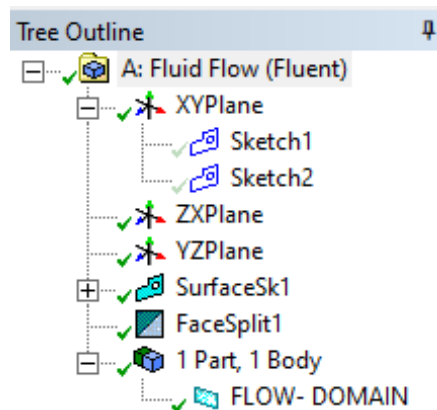 Tree Outline
A: Fluid Flow (Fluent)
XYPlane
Sketch1
Sketch2
ZXPlane
YZPlane
SurfaceSk1
FaceSplit1
1 Part, 1 Body
FLOW- DOMAIN